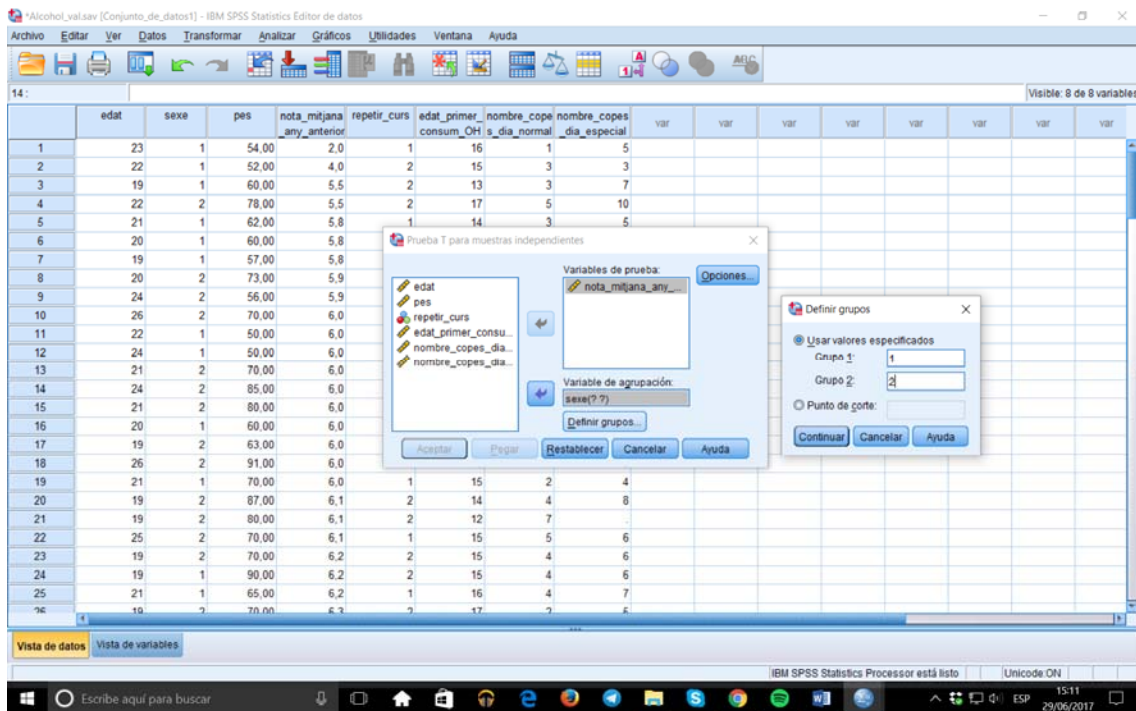 *Alcohol_val.sav [Conjunto_de_datos1] - IBM SPSS Statistics Editor de datos
Archivo Editar Ver Datos Transformar Analizar Gráficos Utilidades Ventana Ayuda
14 :
Visible: 8 de 8 variables
edat sexe pes nota_mitjana_any_anterior repetir_curs edat_primer_consum_OH nombre_copes_dia_normal nombre_copes_dia_especial var var var var var var var
1 23 1 54,00 2,0 1 16 1 5
2 22 1 52,00 4,0 2 15 3 3
3 19 1 60,00 5,5 2 13 3 7
4 22 2 78,00 5,5 2 17 5 10
5 21 1 62,00 5,8 1 14 3 5
6 20 1 60,00 5,8
7 19 1 57,00 5,8
8 20 2 73,00 5,9
9 24 2 56,00 5,9
10 26 2 70,00 6,0
11 22 1 50,00 6,0
12 24 1 50,00 6,0
13 21 2 70,00 6,0
14 24 2 85,00 6,0
15 21 2 80,00 6,0
16 20 1 60,00 6,0
17 19 2 63,00 6,0
18 26 2 91,00 6,0
19 21 1 70,00 6,0 1 15 2 4
20 19 2 87,00 6,1 2 14 4 8
21 19 2 80,00 6,1 2 12 7 .
22 25 2 70,00 6,1 1 15 5 6
23 19 2 70,00 6,2 2 15 4 6
24 19 1 90,00 6,2 2 15 4 6
25 21 1 65,00 6,2 1 16 4 7
26 19 2 70,00 6,3 2 17 2 6
Prueba T para muestras independientes
edat
pes
repetir_curs
edat_primer_consu...
nombre_copes_dia...
nombre_copes_dia...
Variables de prueba:
nota_mitjana_any_...
Opciones...
Variable de agrupación:
sexe(? ?)
Definir grupos...
Aceptar Pegar Restablecer Cancelar Ayuda
Definir grupos
Usar valores especificados
Grupo 1: 1
Grupo 2: 2
Punto de corte:
Continuar Cancelar Ayuda
Vista de datos Vista de variables
IBM SPSS Statistics Processor está listo Unicode:ON
Escribe aquí para buscar
ESP
15:11
29/06/2017